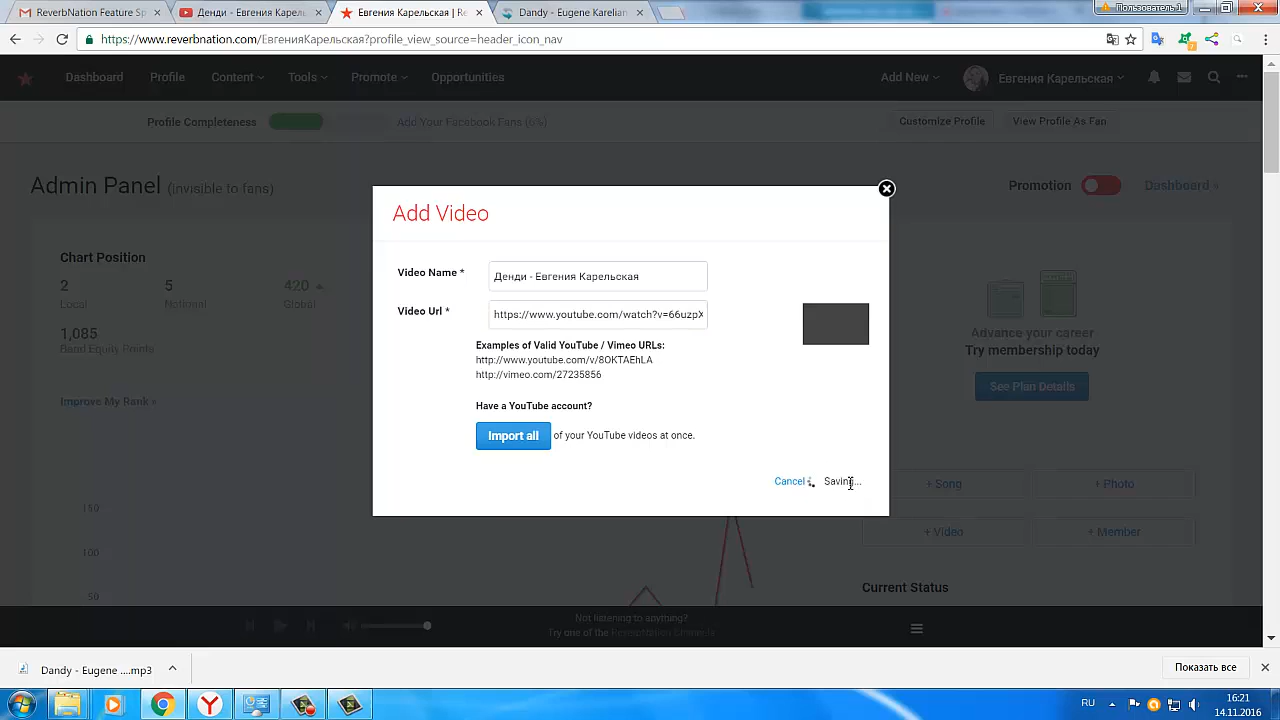 ReverbNation Feature Sp
Денди - Евгения Карель
Евгения Карельская | Re
Dandy - Eugene Karelian
Пользователь 1
https://www.reverbnation.com/ЕвгенияКарельская?profile_view_source=header_icon_nav
Dashboard Profile Content Tools Promote Opportunities Add New Евгения Карельская
Profile Completeness Add Your Facebook Fans (6%) Customize Profile View Profile As Fan
Admin Panel (invisible to fans) Promotion Dashboard »
Add Video
Chart Position
2 5 420
Local National Global
1,085
Band Equity Points
Improve My Rank »
Video Name * Денди - Евгения Карельская
Video Url * https://www.youtube.com/watch?v=66uzpX
Examples of Valid YouTube / Vimeo URLs:
http://www.youtube.com/v/8OKTAEhLA
http://vimeo.com/27235856
Have a YouTube account?
Import all of your YouTube videos at once.
Cancel Saving...
Advance your career
Try membership today
See Plan Details
+ Song + Photo
+ Video + Member
Current Status
150
100
50
Not listening to anything?
Try one of the ReverbNation Channels
Dandy - Eugene ....mp3 Показать все
RU 16:21
14.11.2016